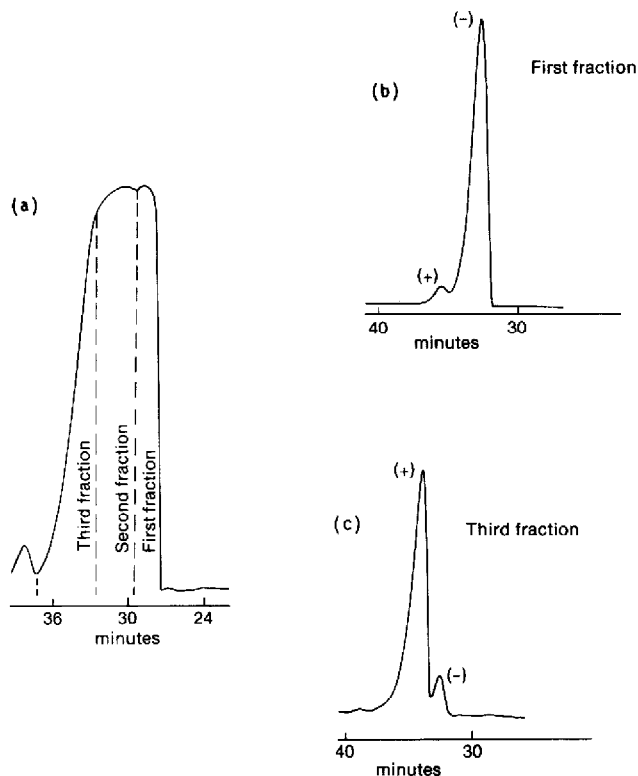 (a)
Third fraction
Second fraction
First fraction
36
30
24
minutes
(b)
(-)
(+)
First fraction
40
30
minutes
(c)
(+)
(-)
Third fraction
40
30
minutes